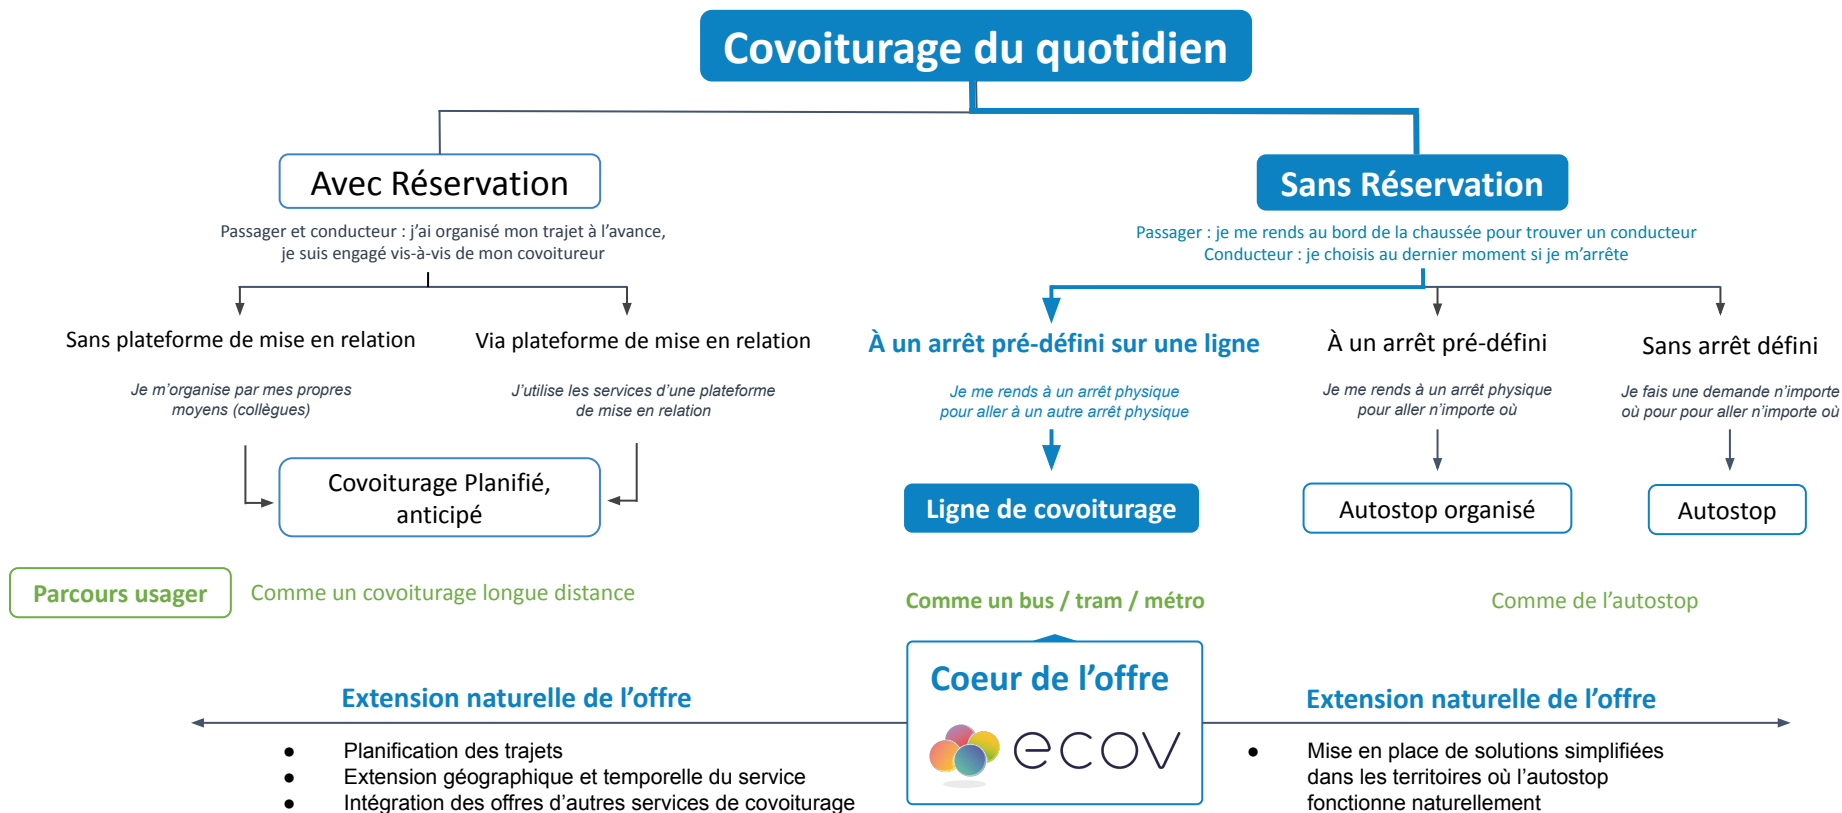 Covoiturage du quotidien
Avec Réservation
Sans Réservation
Passager et conducteur : j'ai organisé mon trajet à l'avance,
je suis engagé vis-à-vis de mon covoitureur
Passager : je me rends au bord de la chaussée pour trouver un conducteur
Conducteur : je choisis au dernier moment si je m'arrête
Sans plateforme de mise en relation
Via plateforme de mise en relation
À un arrêt pré-défini sur une ligne
À un arrêt pré-défini
Sans arrêt défini
Je m'organise par mes propres
moyens (collègues)
J'utilise les services d'une plateforme
de mise en relation
Je me rends à un arrêt physique
pour aller à un autre arrêt physique
Je me rends à un arrêt physique
pour aller n'importe où
Je fais une demande n'importe
où pour pour aller n'importe où
Covoiturage Planifié,
anticipé
Ligne de covoiturage
Autostop organisé
Autostop
Parcours usager
Comme un covoiturage longue distance
Comme un bus / tram / métro
Comme de l'autostop
Coeur de l'offre
ecov
Extension naturelle de l'offre
● Planification des trajets
● Extension géographique et temporelle du service
● Intégration des offres d'autres services de covoiturage
Extension naturelle de l'offre
● Mise en place de solutions simplifiées
dans les territoires où l'autostop
fonctionne naturellement